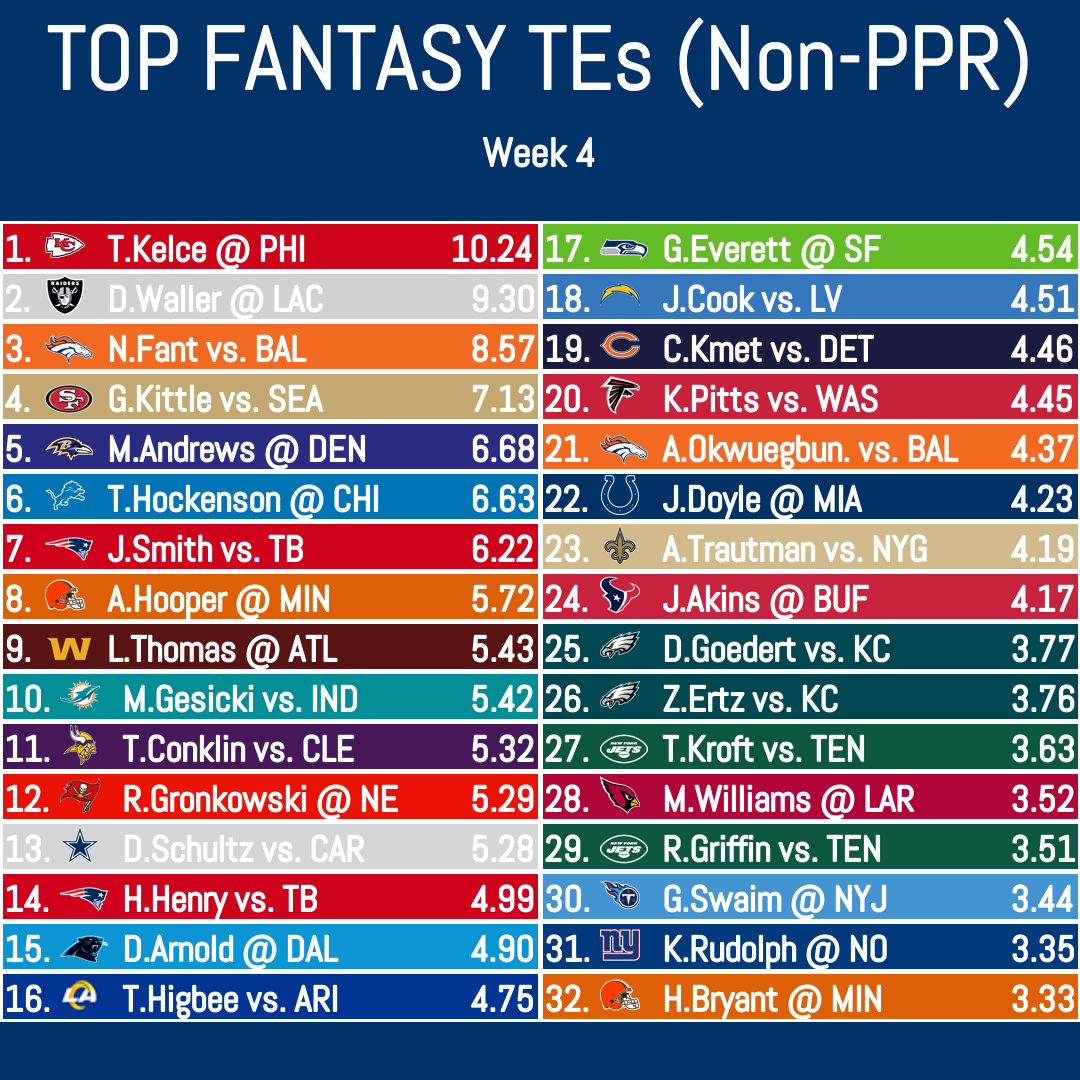 TOP FANTASY TEs (Non-PPR)
Week 4
1. T.Kelce @ PHI 10.24
2. RAIDERS D.Waller @ LAC 9.30
3. N.Fant vs. BAL 8.57
4. SF G.Kittle vs. SEA 7.13
5. M.Andrews @ DEN 6.68
6. T.Hockenson @ CHI 6.63
7. J.Smith vs. TB 6.22
8. A.Hooper @ MIN 5.72
9. W L.Thomas @ ATL 5.43
10. M.Gesicki vs. IND 5.42
11. T.Conklin vs. CLE 5.32
12. R.Gronkowski @ NE 5.29
13. D.Schultz vs. CAR 5.28
14. H.Henry vs. TB 4.99
15. D.Arnold @ DAL 4.90
16. T.Higbee vs. ARI 4.75
17. G.Everett @ SF 4.54
18. J.Cook vs. LV 4.51
19. C.Kmet vs. DET 4.46
20. K.Pitts vs. WAS 4.45
21. A.Okwuegbun. vs. BAL 4.37
22. J.Doyle @ MIA 4.23
23. A.Trautman vs. NYG 4.19
24. J.Akins @ BUF 4.17
25. D.Goedert vs. KC 3.77
26. Z.Ertz vs. KC 3.76
27. NEW YORK JETS T.Kroft vs. TEN 3.63
28. M.Williams @ LAR 3.52
29. NEW YORK JETS R.Griffin vs. TEN 3.51
30. G.Swaim @ NYJ 3.44
31. ny K.Rudolph @ NO 3.35
32. H.Bryant @ MIN 3.33